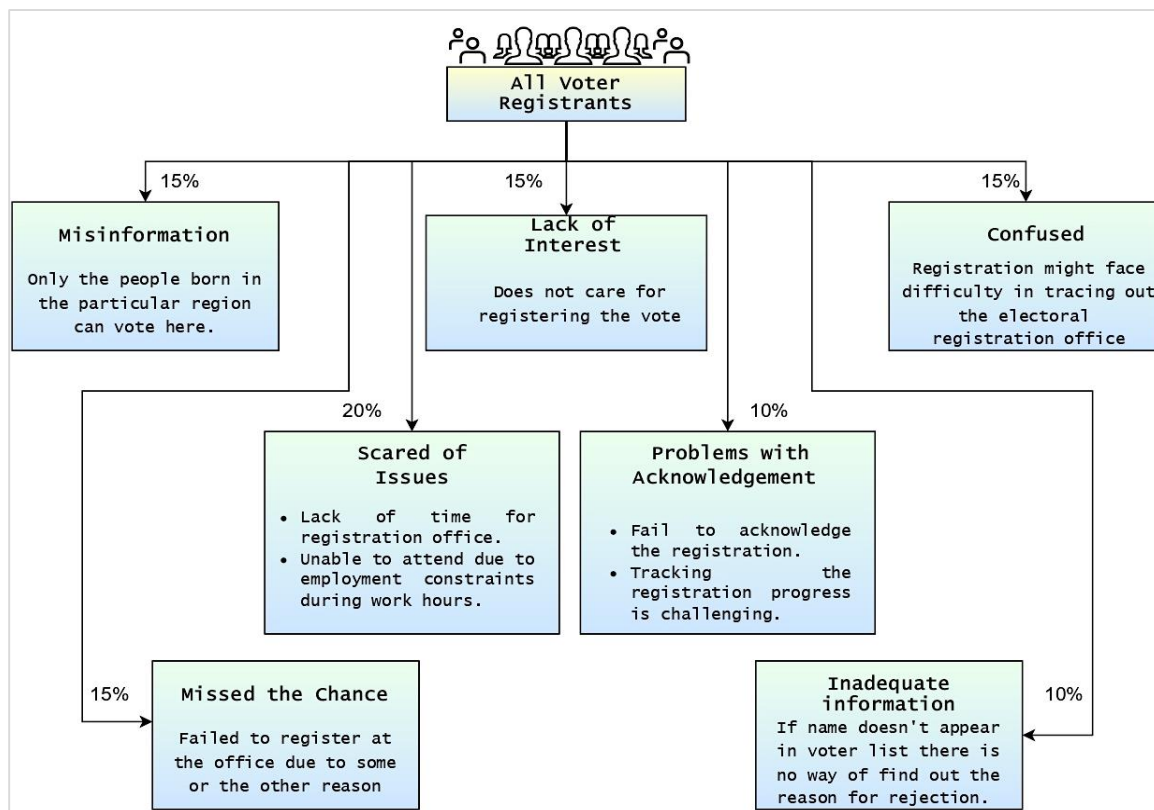 All Voter
Registrants
15%
15%
15%
Misinformation
Only the people born in
the particular region
can vote here.
Lack of
Interest
Does not care for
registering the vote
Confused
Registration might face
difficulty in tracing out
the electoral
registration office
20%
10%
Scared of
Issues
• Lack of time for
registration office.
• Unable to attend due to
employment constraints
during work hours.
Problems with
Acknowledgement
• Fail to acknowledge
the registration.
• Tracking the
registration progress
is challenging.
15%
10%
Missed the Chance
Failed to register at
the office due to some
or the other reason
Inadequate
information
If name doesn't appear
in voter list there is
no way of find out the
reason for rejection.